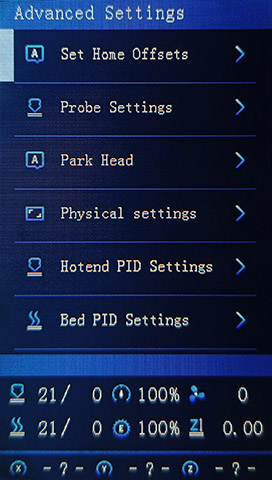 Advanced Settings
A Set Home Offsets
Probe Settings
A Park Head
Physical settings
Hotend PID Settings
Bed PID Settings
21/ 0 100% 0
21/ 0 E 100% Z 0.00
X - ? - Y - ? - Z - ? -